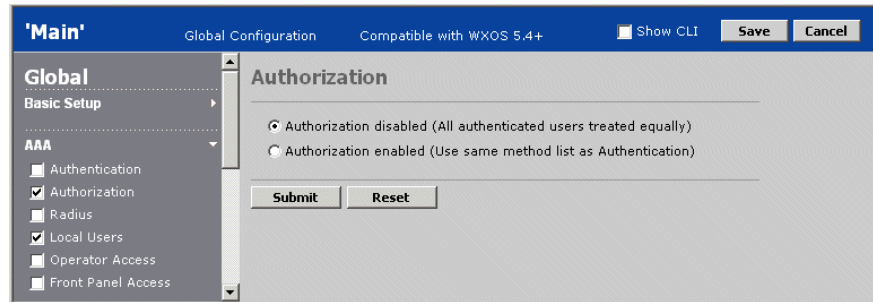 'Main' Global Configuration Compatible with WXOS 5.4+ Show CLI Save Cancel
Global
Basic Setup
AAA
Authentication
Authorization
Radius
Local Users
Operator Access
Front Panel Access
Authorization
Authorization disabled (All authenticated users treated equally)
Authorization enabled (Use same method list as Authentication)
Submit Reset